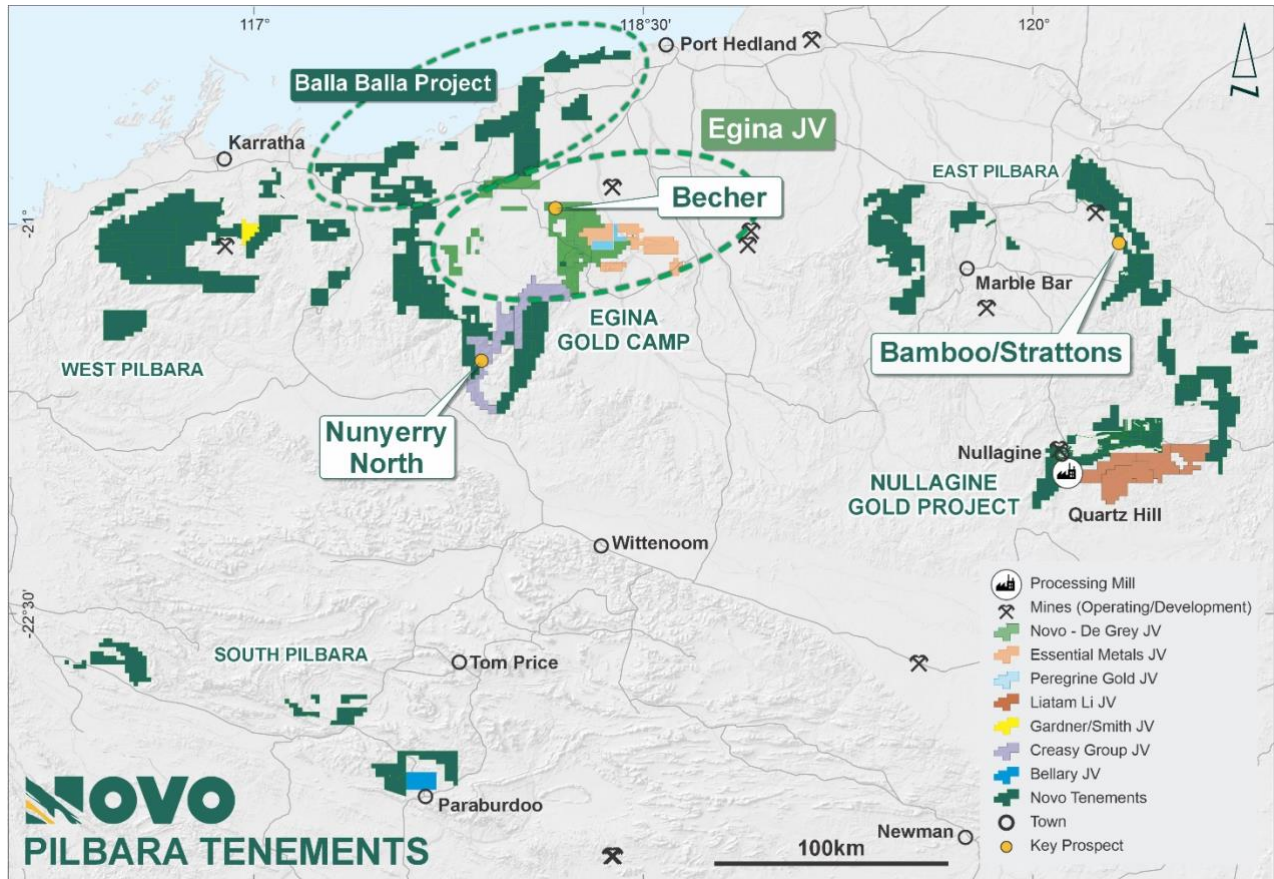 117°
118°30'
120°
Port Hedland
Balla Balla Project
Egina JV
Karratha
EAST PILBARA
Becher
-21°
Marble Bar
EGINA
GOLD CAMP
Bamboo/Strattons
WEST PILBARA
Nunyerry
North
Nullagine
NULLAGINE
GOLD PROJECT
Quartz Hill
Wittenoom
-22°30'
SOUTH PILBARA
Tom Price
Paraburdoo
Newman
Processing Mill
Mines (Operating/Development)
Novo - De Grey JV
Essential Metals JV
Peregrine Gold JV
Liatam Li JV
Gardner/Smith JV
Creasy Group JV
Bellary JV
Novo Tenements
Town
Key Prospect
NOVO
PILBARA TENEMENTS
100km
N